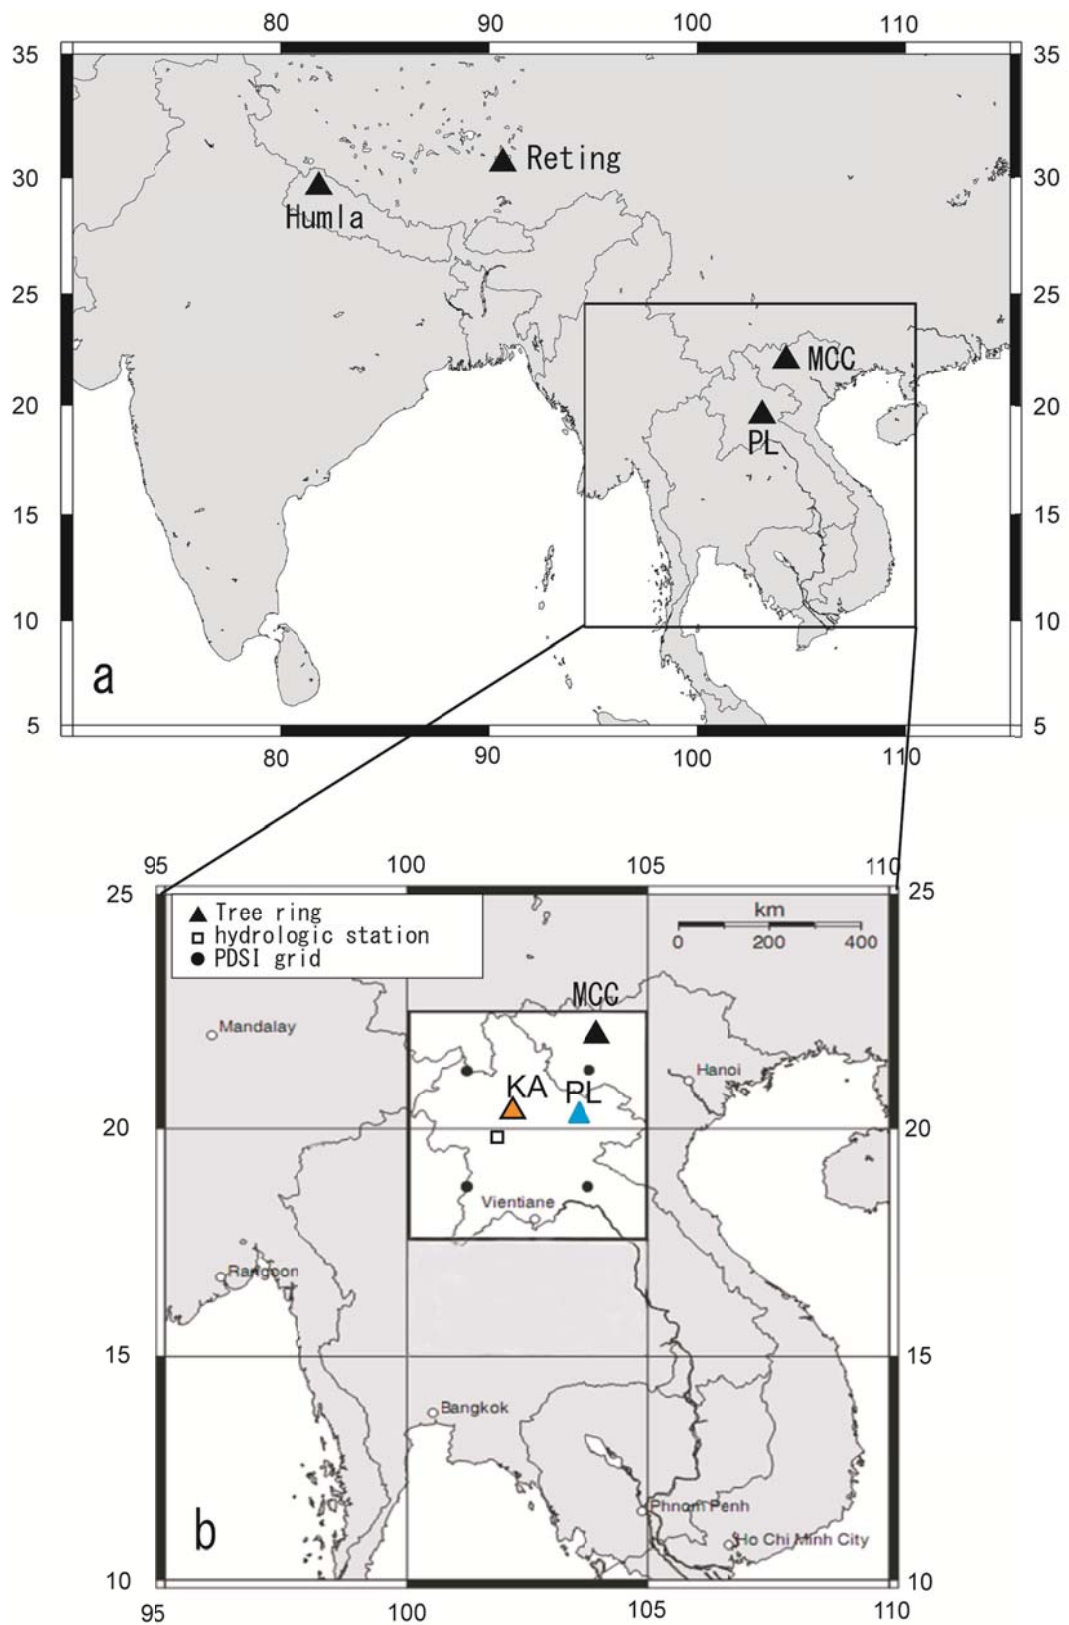 80 90 100 110
35 35
Reting
30 30
Humla
25 25
MCC
20 20
PL
15 15
10 10
a
5 5
80 90 100 110
95 100 105 110
25 25
Tree ring
hydrologic station
PDSI grid
km
0 200 400
MCC
Mandalay
Hanoi
KA PL
20 20
Vientiane
Rangoon
15 15
Bangkok
Phnom Penh
b
Ho Chi Minh City
10 10
95 100 105 110